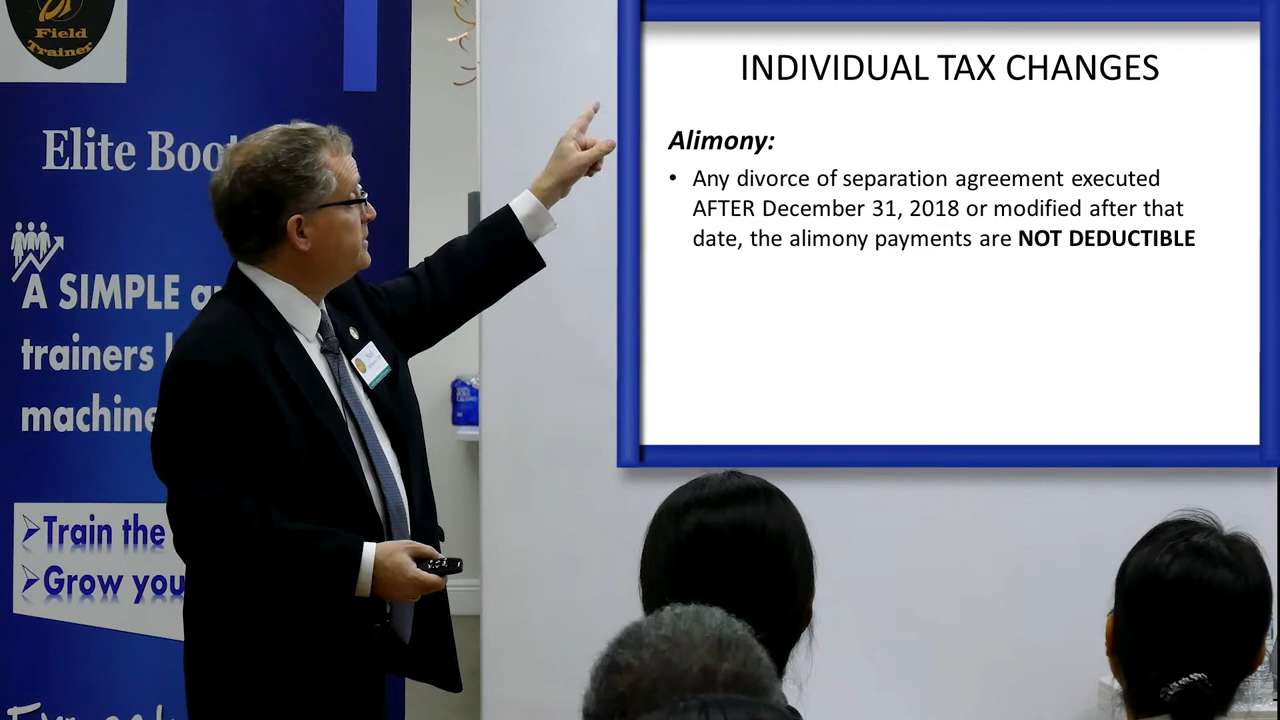 Field
Trainer
Elite Boot
A SIMPLE a
trainers
machine
➢Train the
➢Grow you
INDIVIDUAL TAX CHANGES
Alimony:
• Any divorce of separation agreement executed
AFTER December 31, 2018 or modified after that
date, the alimony payments are NOT DEDUCTIBLE